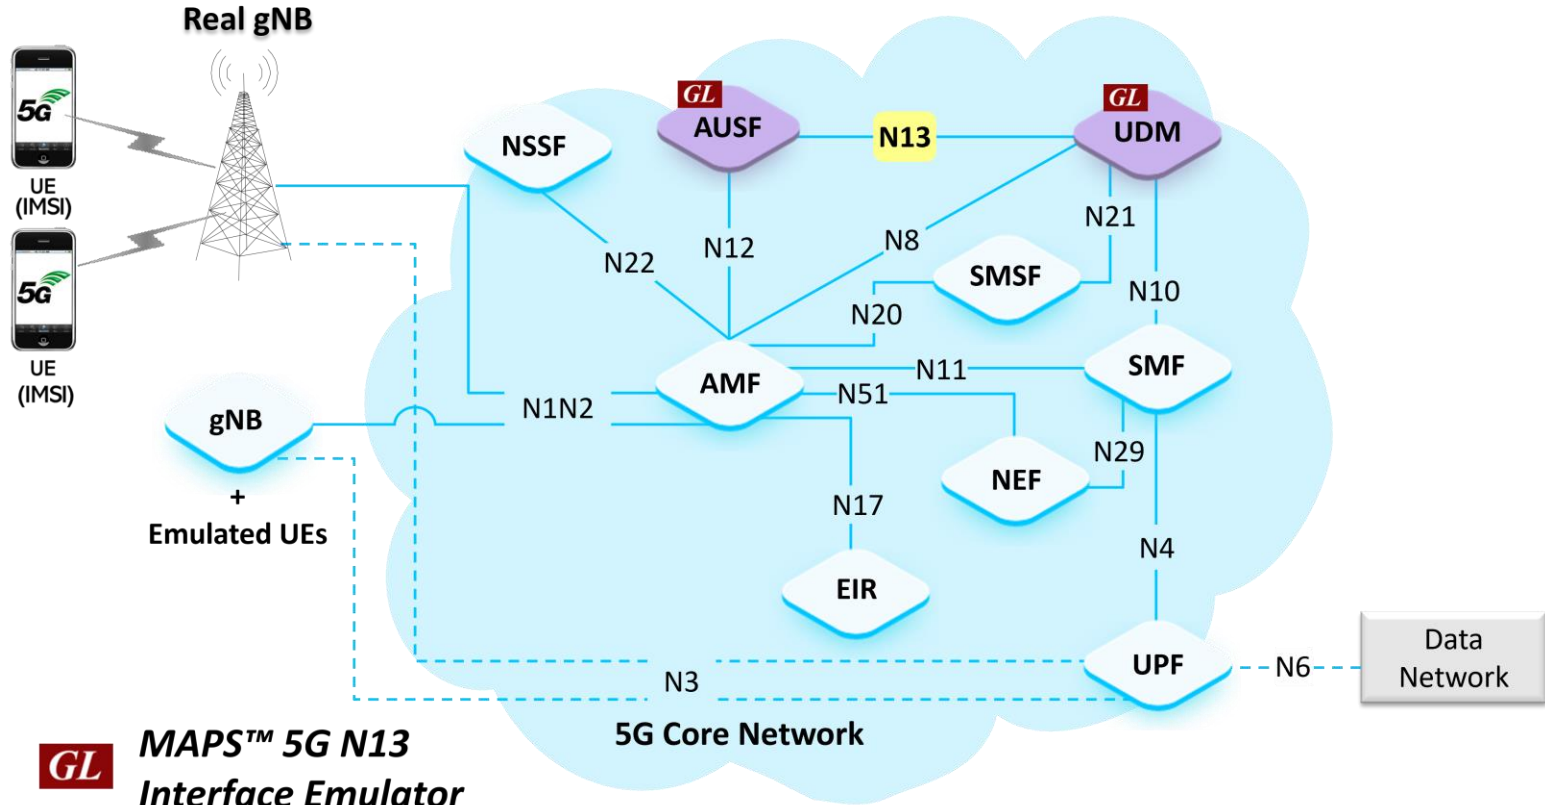 Real gNB
5G
UE
(IMSI)
5G
UE
(IMSI)
GL
AUSF
N13
GL
UDM
NSSF
N22
N12
N8
N21
SMSF
N20
N10
AMF
N11
SMF
N51
N1N2
gNB
+
Emulated UEs
N29
NEF
N17
N4
EIR
UPF
N6
Data
Network
N3
5G Core Network
GL
MAPS™ 5G N13
Interface Emulator